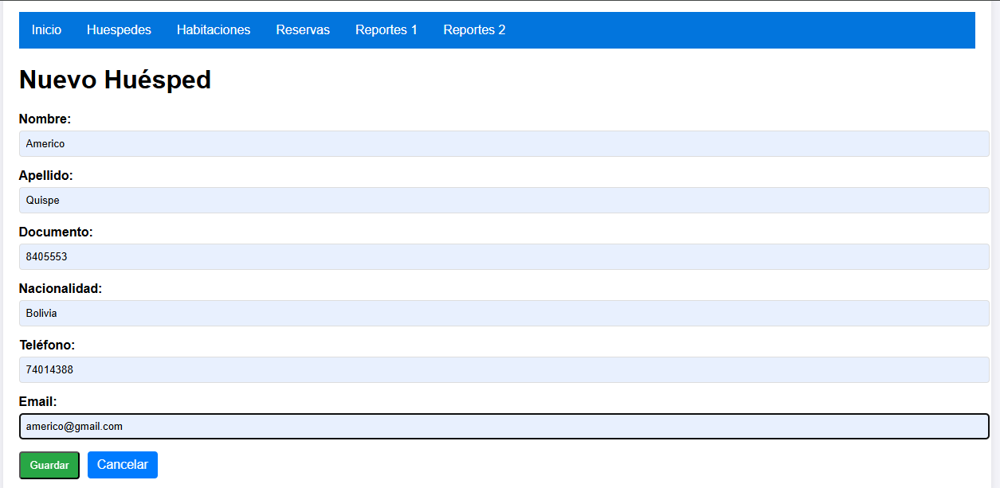 Inicio Huespedes Habitaciones Reservas Reportes 1 Reportes 2
Nuevo Huésped
Nombre:
Americo
Apellido:
Quispe
Documento:
8405553
Nacionalidad:
Bolivia
Teléfono:
74014388
Email:
americo@gmail.com
Guardar Cancelar